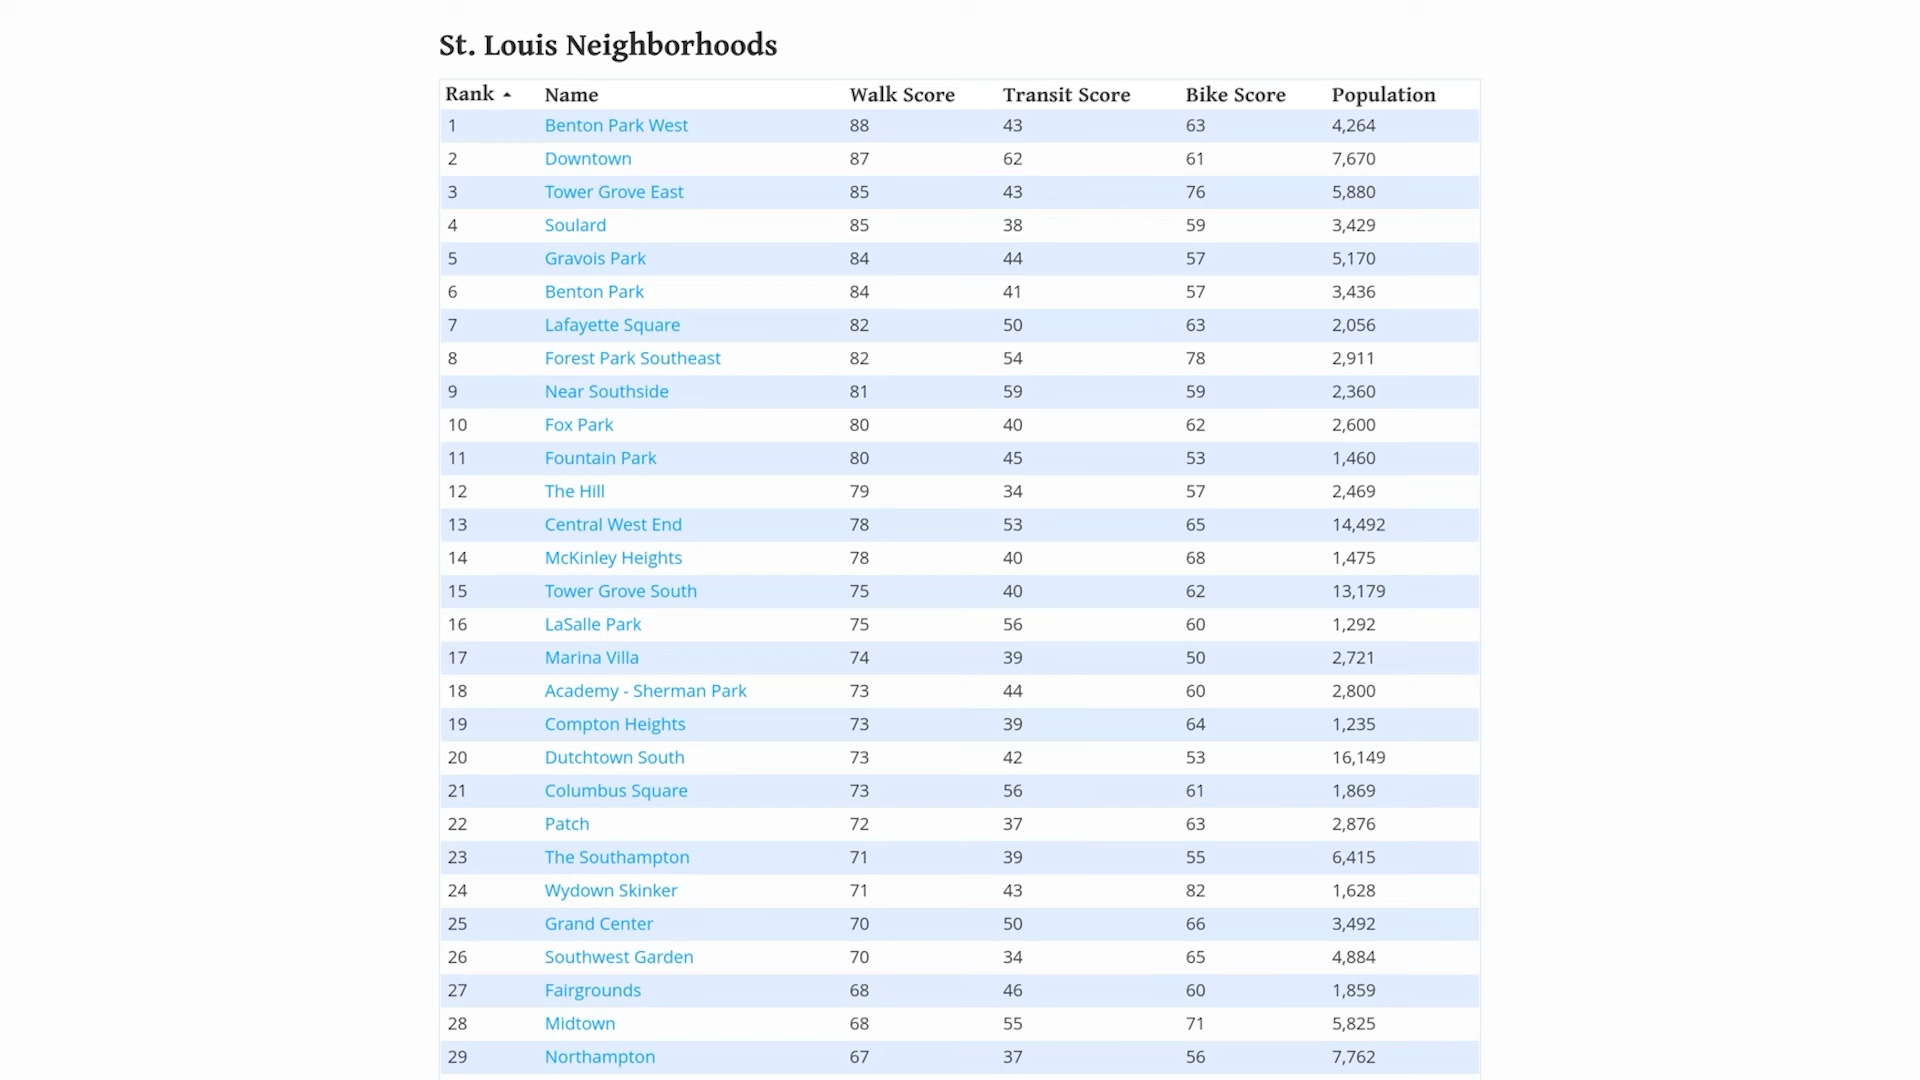 St. Louis Neighborhoods
Rank Name Walk Score Transit Score Bike Score Population
1 Benton Park West 88 43 63 4,264
2 Downtown 87 62 61 7,670
3 Tower Grove East 85 43 76 5,880
4 Soulard 85 38 59 3,429
5 Gravois Park 84 44 57 5,170
6 Benton Park 84 41 57 3,436
7 Lafayette Square 82 50 63 2,056
8 Forest Park Southeast 82 54 78 2,911
9 Near Southside 81 59 59 2,360
10 Fox Park 80 40 62 2,600
11 Fountain Park 80 45 53 1,460
12 The Hill 79 34 57 2,469
13 Central West End 78 53 65 14,492
14 McKinley Heights 78 40 68 1,475
15 Tower Grove South 75 40 62 13,179
16 LaSalle Park 75 56 60 1,292
17 Marina Villa 74 39 50 2,721
18 Academy - Sherman Park 73 44 60 2,800
19 Compton Heights 73 39 64 1,235
20 Dutchtown South 73 42 53 16,149
21 Columbus Square 73 56 61 1,869
22 Patch 72 37 63 2,876
23 The Southampton 71 39 55 6,415
24 Wydown Skinker 71 43 82 1,628
25 Grand Center 70 50 66 3,492
26 Southwest Garden 70 34 65 4,884
27 Fairgrounds 68 46 60 1,859
28 Midtown 68 55 71 5,825
29 Northampton 67 37 56 7,762